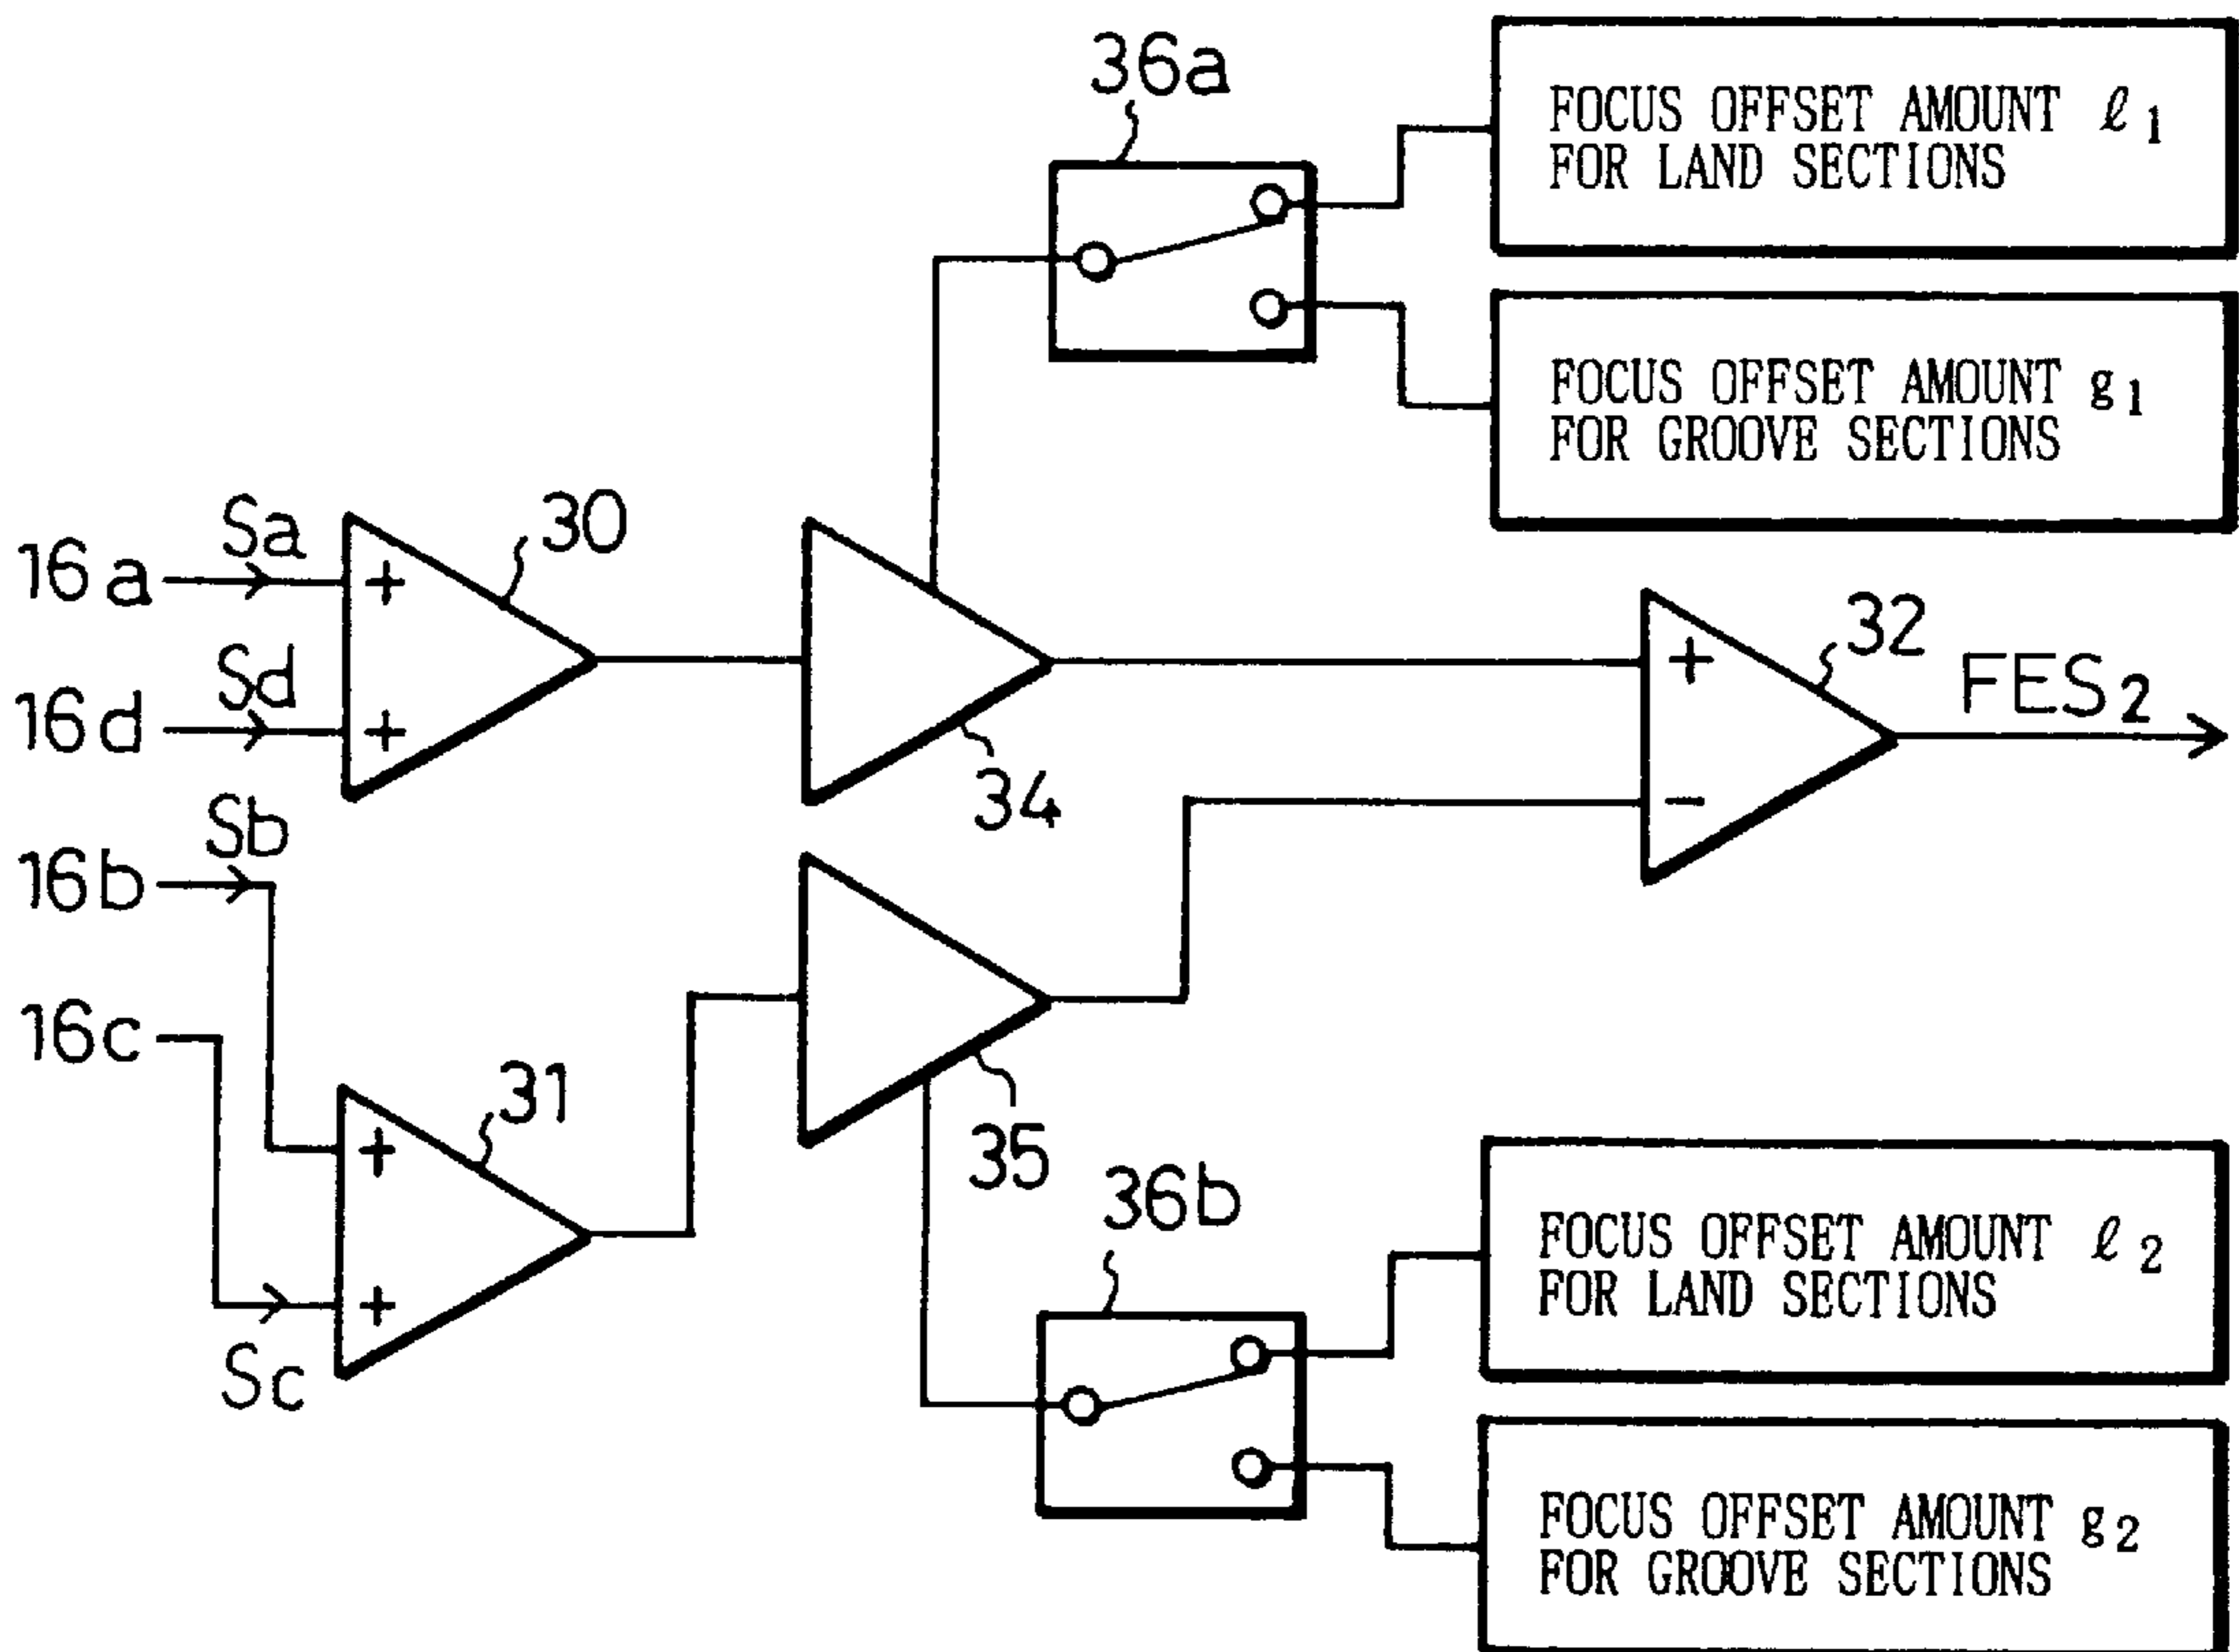 36a
FOCUS OFFSET AMOUNT ℓ1
FOR LAND SECTIONS
FOCUS OFFSET AMOUNT g1
FOR GROOVE SECTIONS
16a
Sa
+
30
16d
Sd
+
34
+
-
32
FES2
16b
Sb
16c
Sc
+
+
31
35
36b
FOCUS OFFSET AMOUNT ℓ2
FOR LAND SECTIONS
FOCUS OFFSET AMOUNT g2
FOR GROOVE SECTIONS